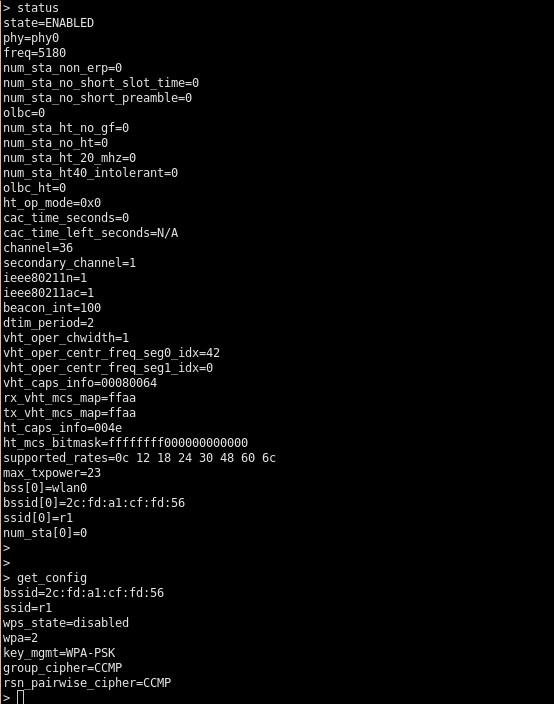 > status
state=ENABLED
phy=phy0
freq=5180
num_sta_non_erp=0
num_sta_no_short_slot_time=0
num_sta_no_short_preamble=0
olbc=0
num_sta_ht_no_gf=0
num_sta_no_ht=0
num_sta_ht_20_mhz=0
num_sta_ht40_intolerant=0
olbc_ht=0
ht_op_mode=0x0
cac_time_seconds=0
cac_time_left_seconds=N/A
channel=36
secondary_channel=1
ieee80211n=1
ieee80211ac=1
beacon_int=100
dtim_period=2
vht_oper_chwidth=1
vht_oper_centr_freq_seg0_idx=42
vht_oper_centr_freq_seg1_idx=0
vht_caps_info=00080064
rx_vht_mcs_map=ffaa
tx_vht_mcs_map=ffaa
ht_caps_info=004e
ht_mcs_bitmask=ffffffff000000000000
supported_rates=0c 12 18 24 30 48 60 6c
max_txpower=23
bss[0]=wlan0
bssid[0]=2c:fd:a1:cf:fd:56
ssid[0]=r1
num_sta[0]=0
>
>
> get_config
bssid=2c:fd:a1:cf:fd:56
ssid=r1
wps_state=disabled
wpa=2
key_mgmt=WPA-PSK
group_cipher=CCMP
rsn_pairwise_cipher=CCMP
>